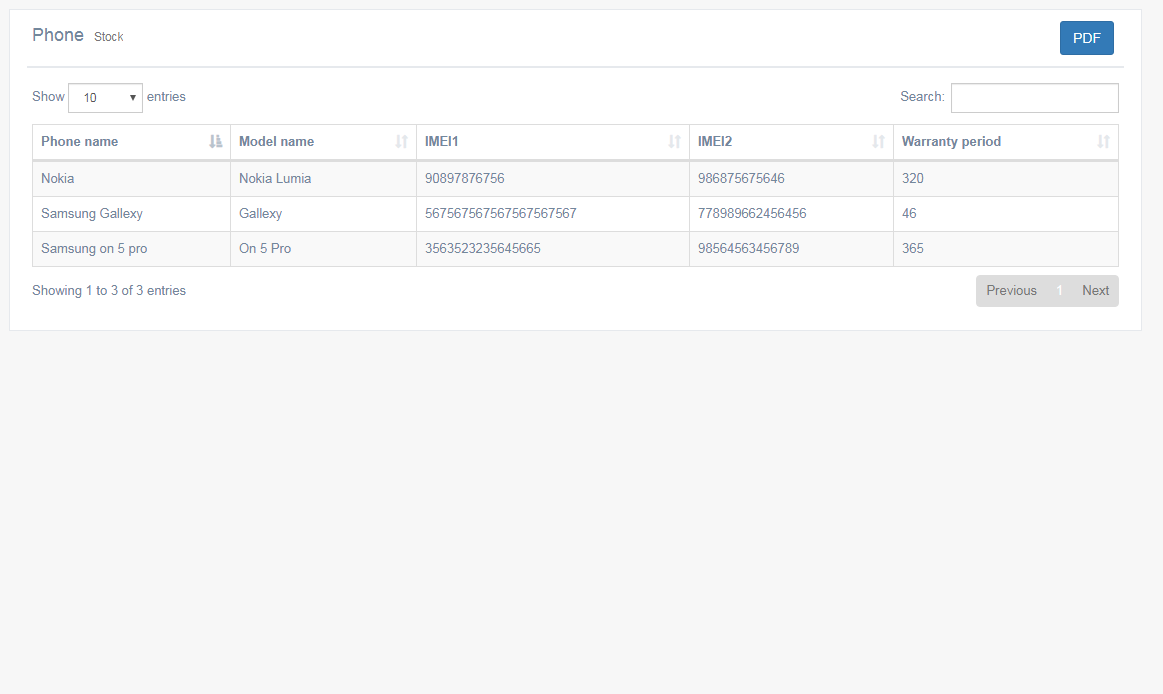 Phone Stock PDF
Show 10 entries Search:
Phone name Model name IMEI1 IMEI2 Warranty period
Nokia Nokia Lumia 90897876756 986875675646 320
Samsung Gallexy Gallexy 567567567567567567567 778989662456456 46
Samsung on 5 pro On 5 Pro 3563523235645665 98564563456789 365
Showing 1 to 3 of 3 entries Previous 1 Next